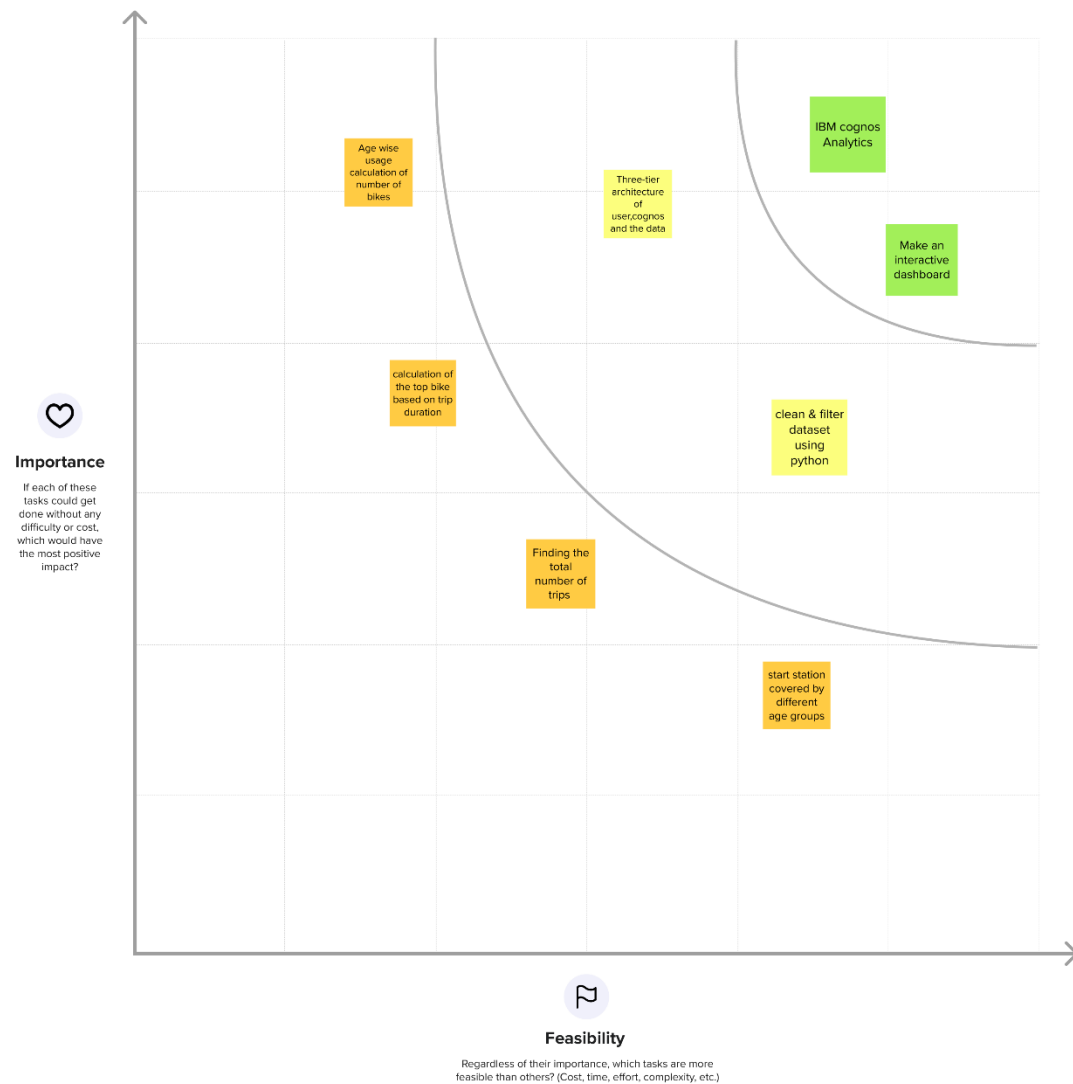 IBM cognos
Analytics
Age wise
usage
calculation of
number of
bikes
Three-tier
architecture
of
user,cognos
and the data
Make an
interactive
dashboard
calculation of
the top bike
based on trip
duration
clean & filter
dataset
using
python
Importance
If each of these
tasks could get
done without any
difficulty or cost,
which would have
the most positive
impact?
Finding the
total
number of
trips
start station
covered by
different
age groups
Feasibility
Regardless of their importance, which tasks are more
feasible than others? (Cost, time, effort, complexity, etc.)